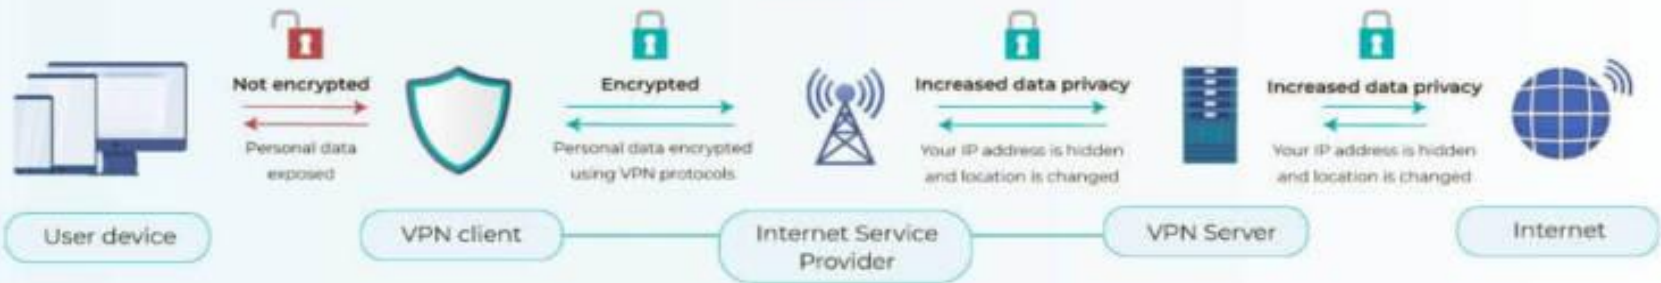 Not encrypted
Personal data
exposed
Encrypted
Personal data encrypted
using VPN protocols
Increased data privacy
Your IP address is hidden
and location is changed
Increased data privacy
Your IP address is hidden
and location is changed
User device
VPN client
Internet Service
Provider
VPN Server
Internet